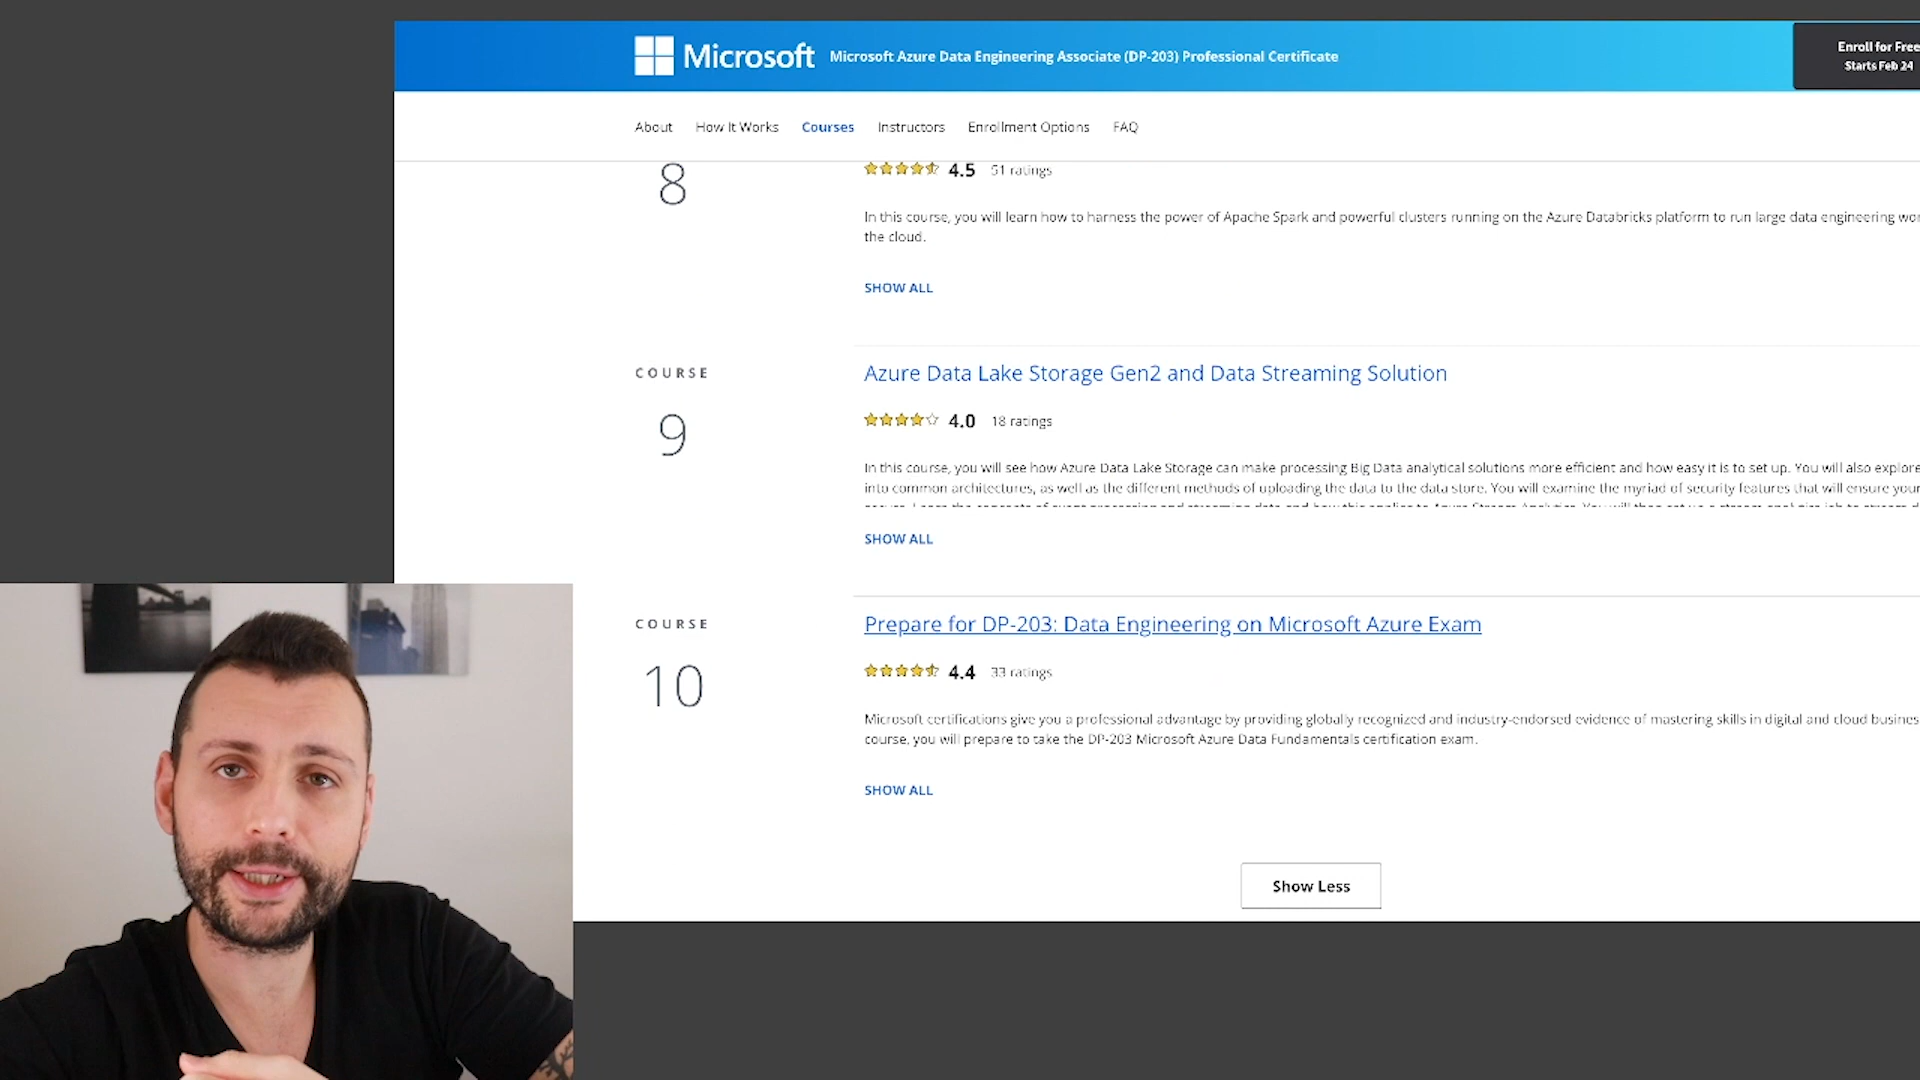 Microsoft Microsoft Azure Data Engineering Associate (DP-203) Professional Certificate
Enroll for Free
Starts Feb 24
About How It Works Courses Instructors Enrollment Options FAQ
8
4.5 51 ratings
In this course, you will learn how to harness the power of Apache Spark and powerful clusters running on the Azure Databricks platform to run large data engineering
the cloud.
SHOW ALL
COURSE
9
Azure Data Lake Storage Gen2 and Data Streaming Solution
4.0 18 ratings
In this course, you will see how Azure Data Lake Storage can make processing Big Data analytical solutions more efficient and how easy it is to set up. You will also explore
into common architectures, as well as the different methods of uploading the data to the data store. You will examine the myriad of security features that will ensure your
SHOW ALL
COURSE
10
Prepare for DP-203: Data Engineering on Microsoft Azure Exam
4.4 33 ratings
Microsoft certifications give you a professional advantage by providing globally recognized and industry-endorsed evidence of mastering skills in digital and cloud
course, you will prepare to take the DP-203 Microsoft Azure Data Fundamentals certification exam.
SHOW ALL
Show Less